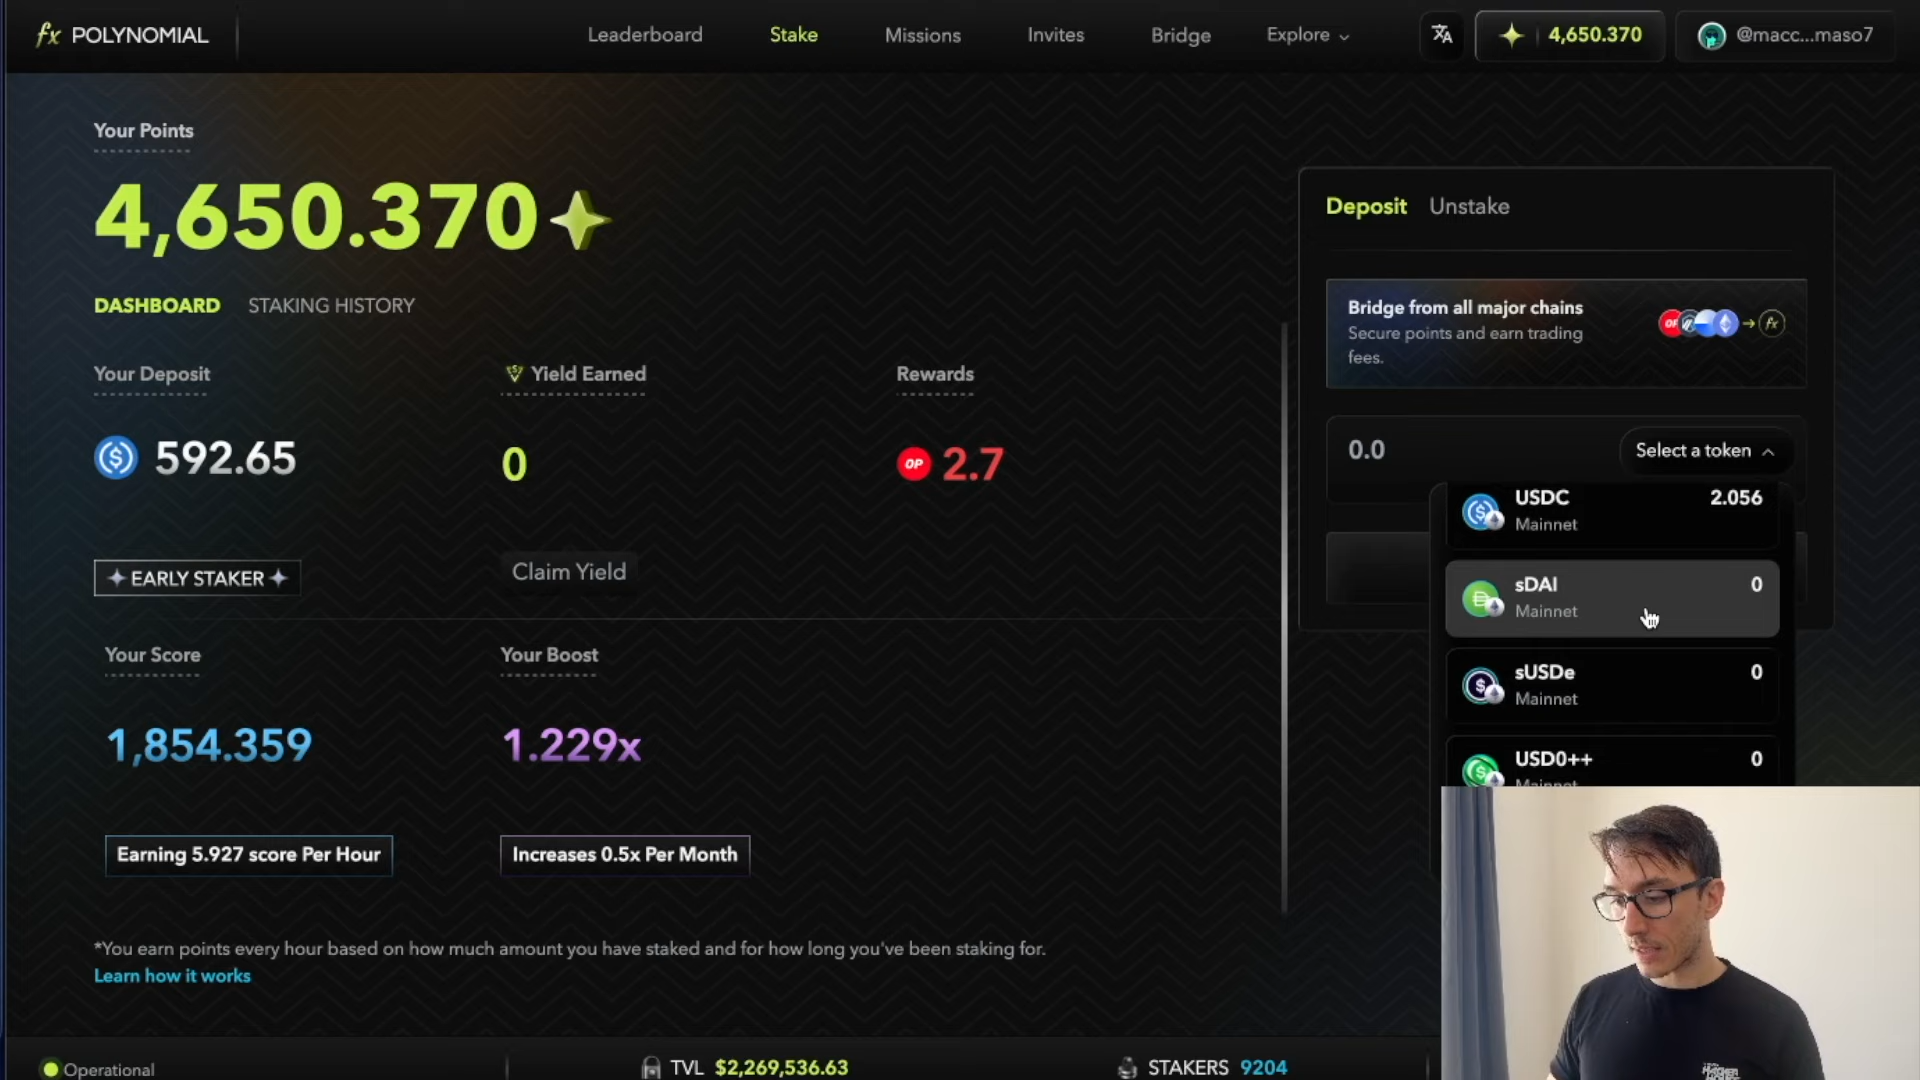 fx POLYNOMIAL
Leaderboard
Stake
Missions
Invites
Bridge
Explore
4,650.370
@macc...maso7
Your Points
4,650.370
DASHBOARD
STAKING HISTORY
Your Deposit
Yield Earned
Rewards
592.65
0
OP 2.7
EARLY STAKER
Claim Yield
Your Score
Your Boost
1,854.359
1.229x
Earning 5.927 score Per Hour
Increases 0.5x Per Month
*You earn points every hour based on how much amount you have staked and for how long you've been staking for.
Learn how it works
Deposit
Unstake
Bridge from all major chains
Secure points and earn trading
fees.
OP
fx
0.0
Select a token
USDC
2.056
Mainnet
sDAI
0
Mainnet
sUSDe
0
Mainnet
USD0++
0
Mainnet
Operational
TVL $2,269,536.63
STAKERS 9204